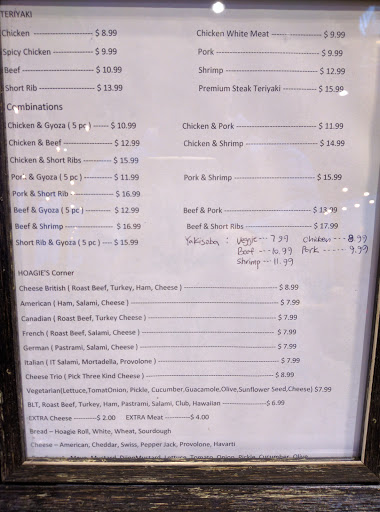 TERIYAKI
Chicken -------------------- $ 8.99 Chicken White Meat ------------- $ 9.99
Spicy Chicken --------------- $ 9.99 Pork ------------------------------ $ 9.99
Beef ------------------------ $ 10.99 Shrimp ---------------------------- $ 12.99
Short Rib ------------------- $ 13.99 Premium Steak Teriyaki --------- $ 15.99
Combinations
Chicken & Gyoza ( 5 pc ) ----- $ 10.99 Chicken & Pork --------------------- $ 11.99
Chicken & Beef ------------- $ 12.99 Chicken & Shrimp ------------------- $ 14.99
Chicken & Short Ribs --------- $ 15.99
Pork & Gyoza ( 5 pc ) -------- $ 11.99 Pork & Shrimp --------------------- $ 15.99
Pork & Short Rib ------------ $ 16.99
Beef & Gyoza ( 5 pc ) -------- $ 12.99 Beef & Pork --------------------- $ 13.99
Beef & Shrimp -------------- $ 16.99 Beef & Short Ribs ---------------- $ 17.99
Short Rib & Gyoza ( 5 pc ) ---- $ 15.99 Yakisoba : Veggie --- 7.99 Chicken --- 8.99
Beef --- 10.99 Pork ----- 9.99
Shrimp --- 11.99
HOAGIE'S Corner
Cheese British ( Roast Beef, Turkey, Ham, Cheese ) -------------------- $ 8.99
American ( Ham, Salami, Cheese ) ------------------------------ $ 7.99
Canadian ( Roast Beef, Turkey Cheese ) ------------------------- $ 7.99
French ( Roast Beef, Salami, Cheese ) --------------------------- $ 7.99
German ( Pastrami, Salami, Cheese ) ---------------------------- $ 7.99
Italian ( IT Salami, Mortadella, Provolone ) ----------------------- $ 7.99
Cheese Trio ( Pick Three Kind Cheese ) ------------------------- $ 8.99
Vegetarian(Lettuce,TomatOnion, Pickle, Cucumber,Guacamole,Olive,Sunflower Seed,Cheese) $7.99
BLT, Roast Beef, Turkey, Ham, Pastrami, Salami, Club, Hawaiian ---------------$6.99
EXTRA Cheese ----------$ 2.00 EXTRA Meat -----------$ 4.00
Bread – Hoagie Roll, White, Wheat, Sourdough
Cheese – American, Cheddar, Swiss, Pepper Jack, Provolone, Havarti
Mayo, Mustard, DijonMustard, Lettuce, Tomato, Onion, Pickle, Cucumber, Olive